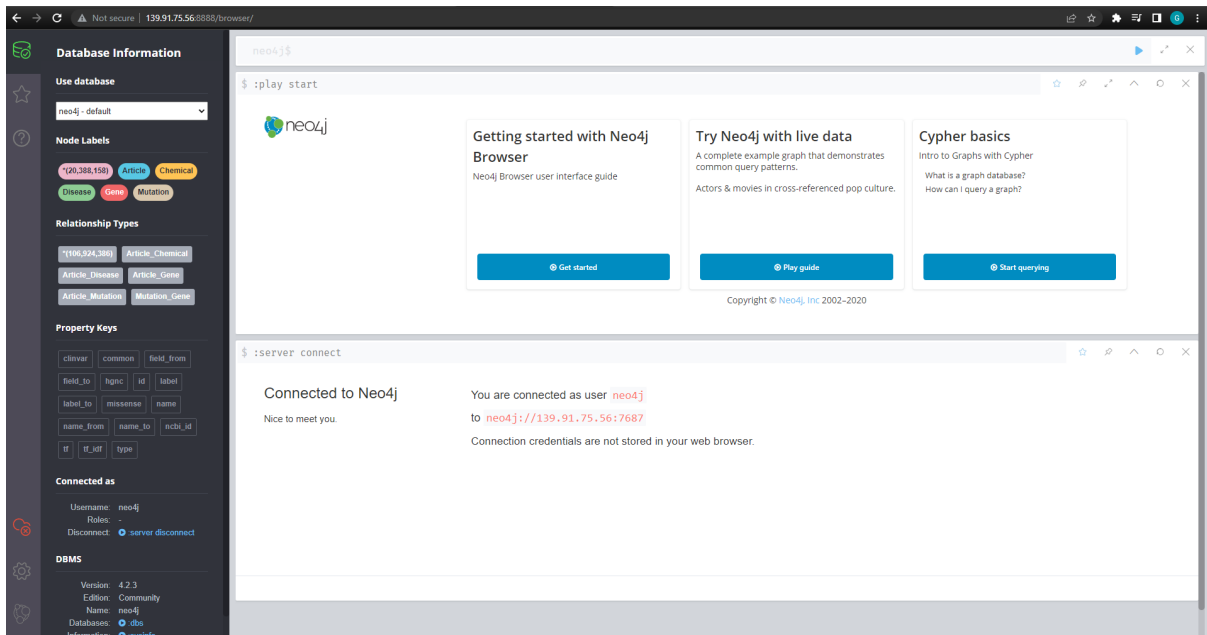 Not secure | 139.91.75.56:8888/browser/
G
Database Information
Use database
neo4j - default
Node Labels
*(20,388,158) Article Chemical
Disease Gene Mutation
Relationship Types
*(106,924,386) Article_Chemical
Article_Disease Article_Gene
Article_Mutation Mutation_Gene
Property Keys
clinvar common field_from
field_to hgnc id label
label_to missense name
name_from name_to ncbi_id
tf tf_idf type
Connected as
Username: neo4j
Roles: -
Disconnect: :server disconnect
DBMS
Version: 4.2.3
Edition: Community
Name: neo4j
Databases: :dbs
Information: :sysinfo
neo4j$
$ :play start
neo4j
Getting started with Neo4j
Browser
Neo4j Browser user interface guide
Get started
Try Neo4j with live data
A complete example graph that demonstrates
common query patterns.
Actors & movies in cross-referenced pop culture.
Play guide
Cypher basics
Intro to Graphs with Cypher
What is a graph database?
How can I query a graph?
Start querying
Copyright © Neo4j, Inc 2002–2020
$ :server connect
Connected to Neo4j
Nice to meet you.
You are connected as user neo4j
to neo4j://139.91.75.56:7687
Connection credentials are not stored in your web browser.